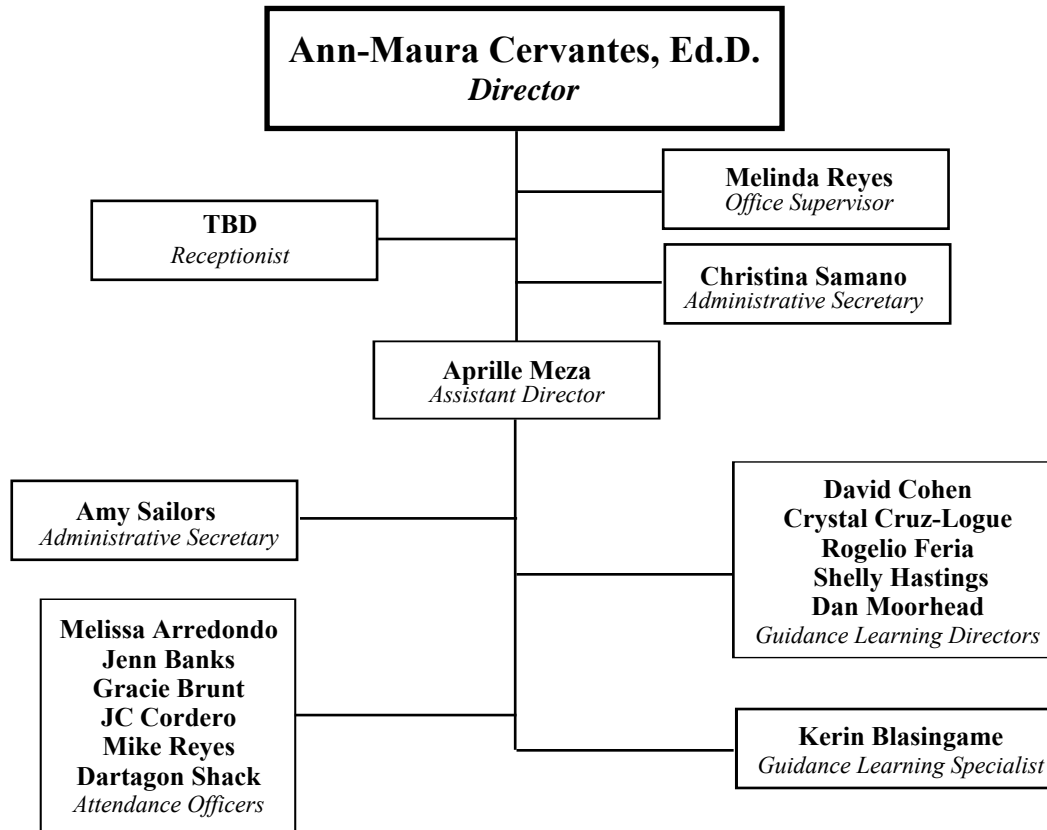 Ann-Maura Cervantes, Ed.D.
Director
Melinda Reyes
Office Supervisor
TBD
Receptionist
Christina Samano
Administrative Secretary
Aprille Meza
Assistant Director
Amy Sailors
Administrative Secretary
David Cohen
Crystal Cruz-Logue
Rogelio Feria
Shelly Hastings
Dan Moorhead
Guidance Learning Directors
Melissa Arredondo
Jenn Banks
Gracie Brunt
JC Cordero
Mike Reyes
Dartagon Shack
Attendance Officers
Kerin Blasingame
Guidance Learning Specialist